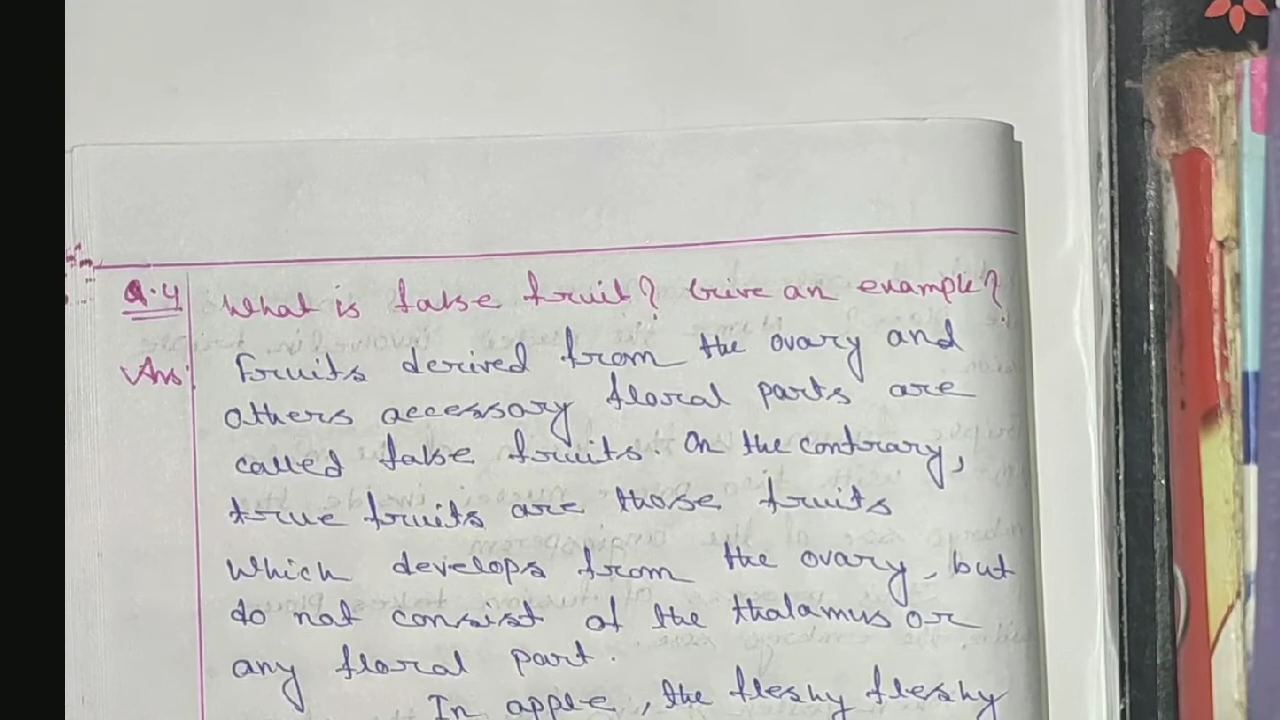 Q.4 What is false fruit? Give an example?
Ans: Fruits derived from the ovary and
others accessory floral parts are
called false fruits. On the contrary,
true fruits are those fruits
which develops from the ovary, but
do not consist of the thalamus or
any floral part.
In apple, the fleshy fleshy